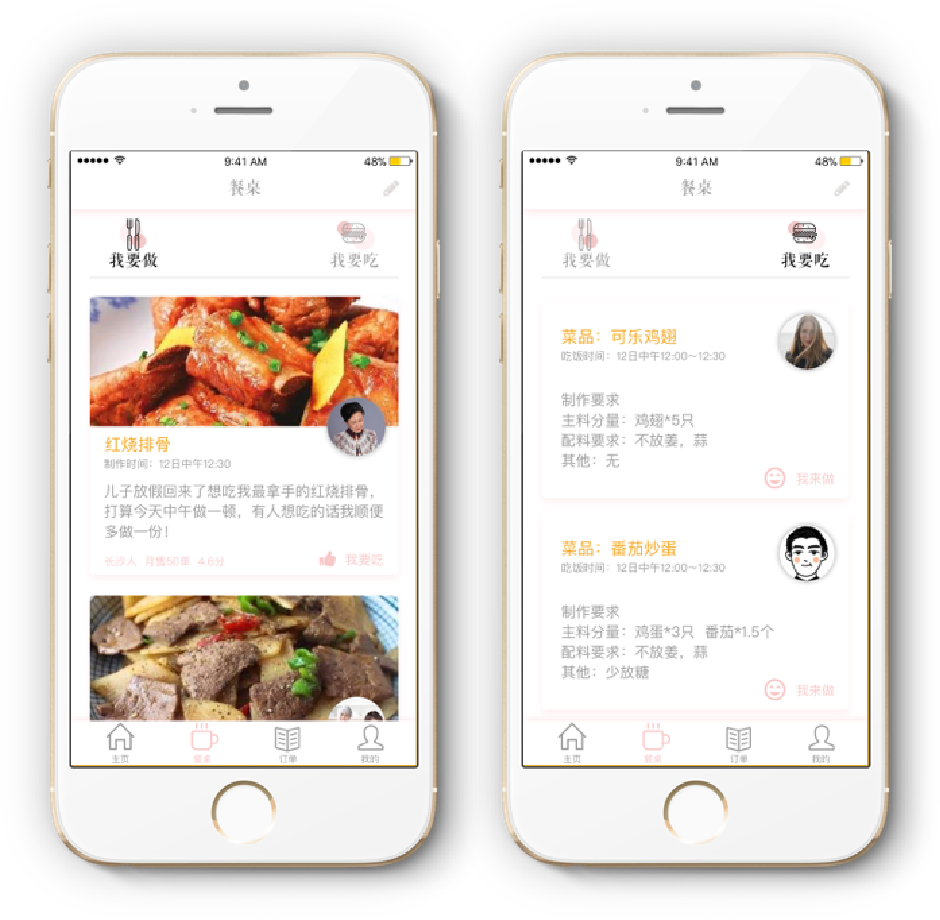 9:41 AM
48%
餐桌
我要做
我要吃
红烧排骨
制作时间：12日中午12:30
儿子放假回来了想吃我最拿手的红烧排骨，
打算今天中午做一顿，有人想吃的话我顺便
多做一份！
长沙人 月售50单 4.6分
我要吃
主页
餐桌
订单
我的
9:41 AM
48%
餐桌
我要做
我要吃
菜品：可乐鸡翅
吃饭时间：12日中午12:00～12:30
制作要求
主料分量：鸡翅*5只
配料要求：不放姜，蒜
其他：无
我来做
菜品：番茄炒蛋
吃饭时间：12日中午12:00～12:30
制作要求
主料分量：鸡蛋*3只 番茄*1.5个
配料要求：不放姜，蒜
其他：少放糖
我来做
主页
餐桌
订单
我的